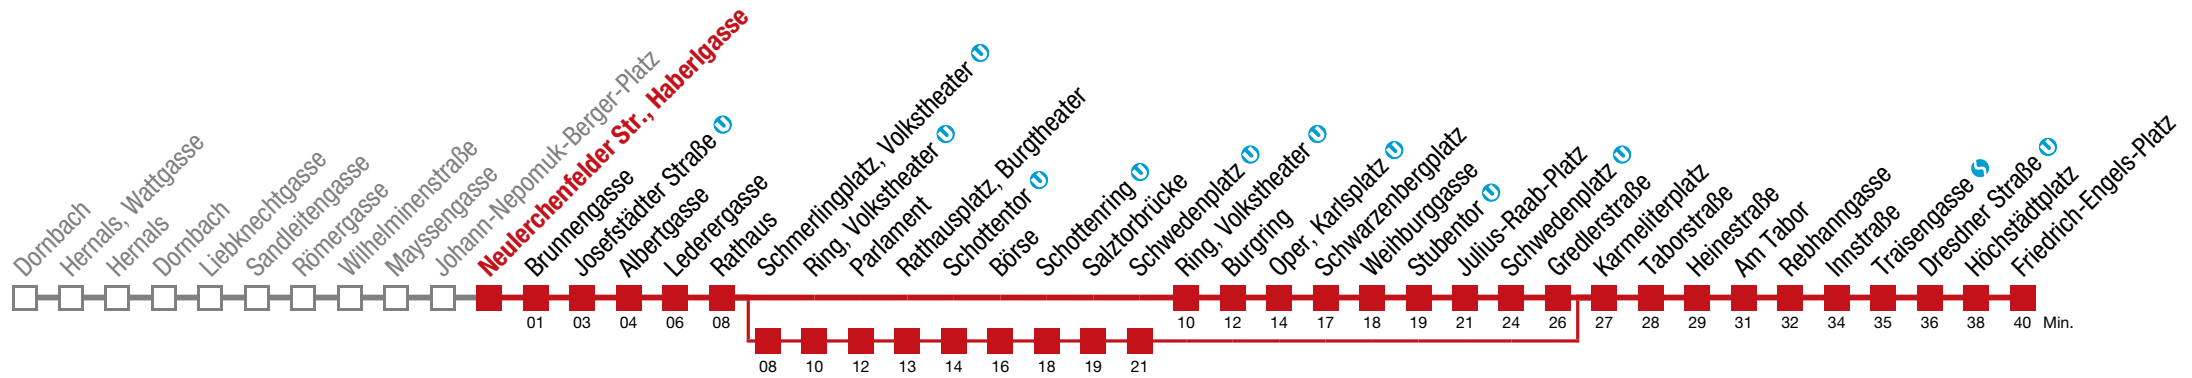 Dornbach
Hernals, Wattgasse
Hernals
Dornbach
Liebknechtgasse
Sandleitengasse
Römergasse
Wilhelminenstraße
Mayssengasse
Johann-Nepomuk-Berger-Platz
Neulerchenfelder Str., Haberlgasse
Brunnengasse
Josefstädter Straße U
Albertgasse
Lederergasse
Rathaus
Schmerlingplatz, Volkstheater U
Ring, Volkstheater U
Parlament
Rathausplatz, Burgtheater
Schottentor U
Börse
Schottenring U
Salztorbrücke
Schwedenplatz U
Ring, Volkstheater U
Burgring
Oper, Karlsplatz U
Schwarzenbergplatz
Weihburggasse
Stubentor U
Julius-Raab-Platz
Schwedenplatz U
Gredlerstraße
Karmeliterplatz
Taborstraße
Heinestraße
Am Tabor
Rebhanngasse
Innstraße
Traisengasse
Dresdner Straße U
Höchstädtplatz
Friedrich-Engels-Platz
01 03 04 06 08 10 12 14 17 18 19 21 24 26 27 28 29 31 32 34 35 36 38 40 Min.
08 10 12 13 14 16 18 19 21